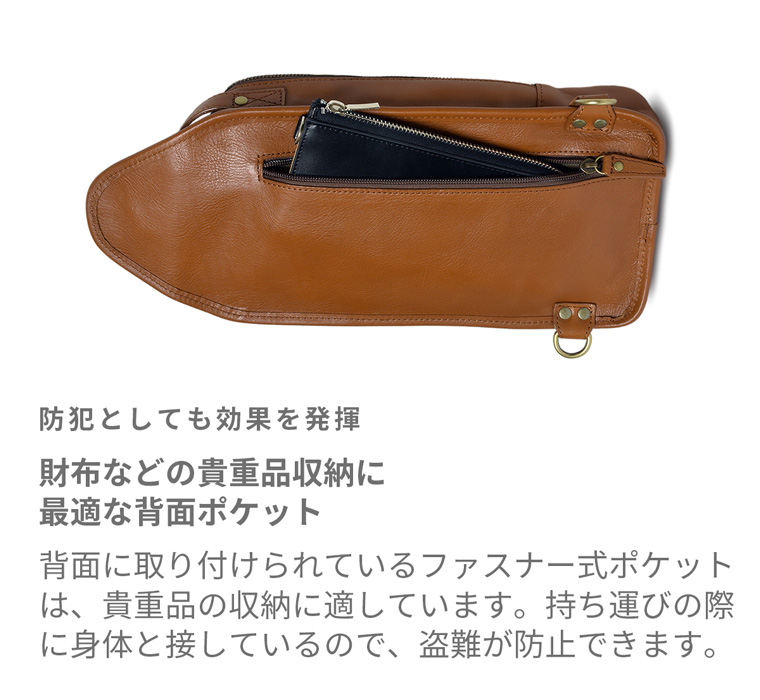 防犯としても効果を発揮
財布などの貴重品収納に
最適な背面ポケット
背面に取り付けられているファスナー式ポケット
は、貴重品の収納に適しています。持ち運びの際
に身体と接しているので、盗難が防止できます。